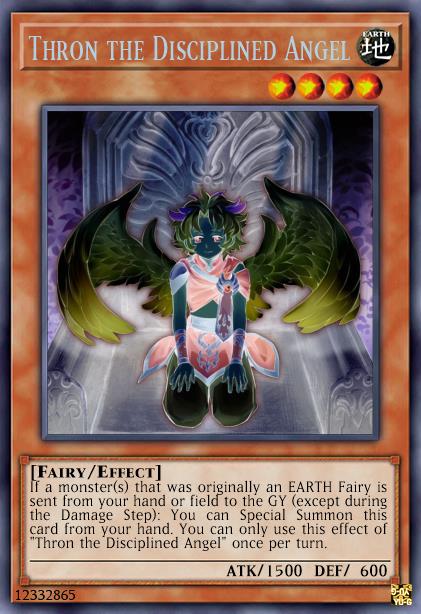 THRON THE DISCIPLINED ANGEL
EARTH
地
[FAIRY/EFFECT]
If a monster(s) that was originally an EARTH Fairy is
sent from your hand or field to the GY (except during
the Damage Step): You can Special Summon this
card from your hand. You can only use this effect of
"Thron the Disciplined Angel" once per turn.
ATK/1500 DEF/ 600
12332865